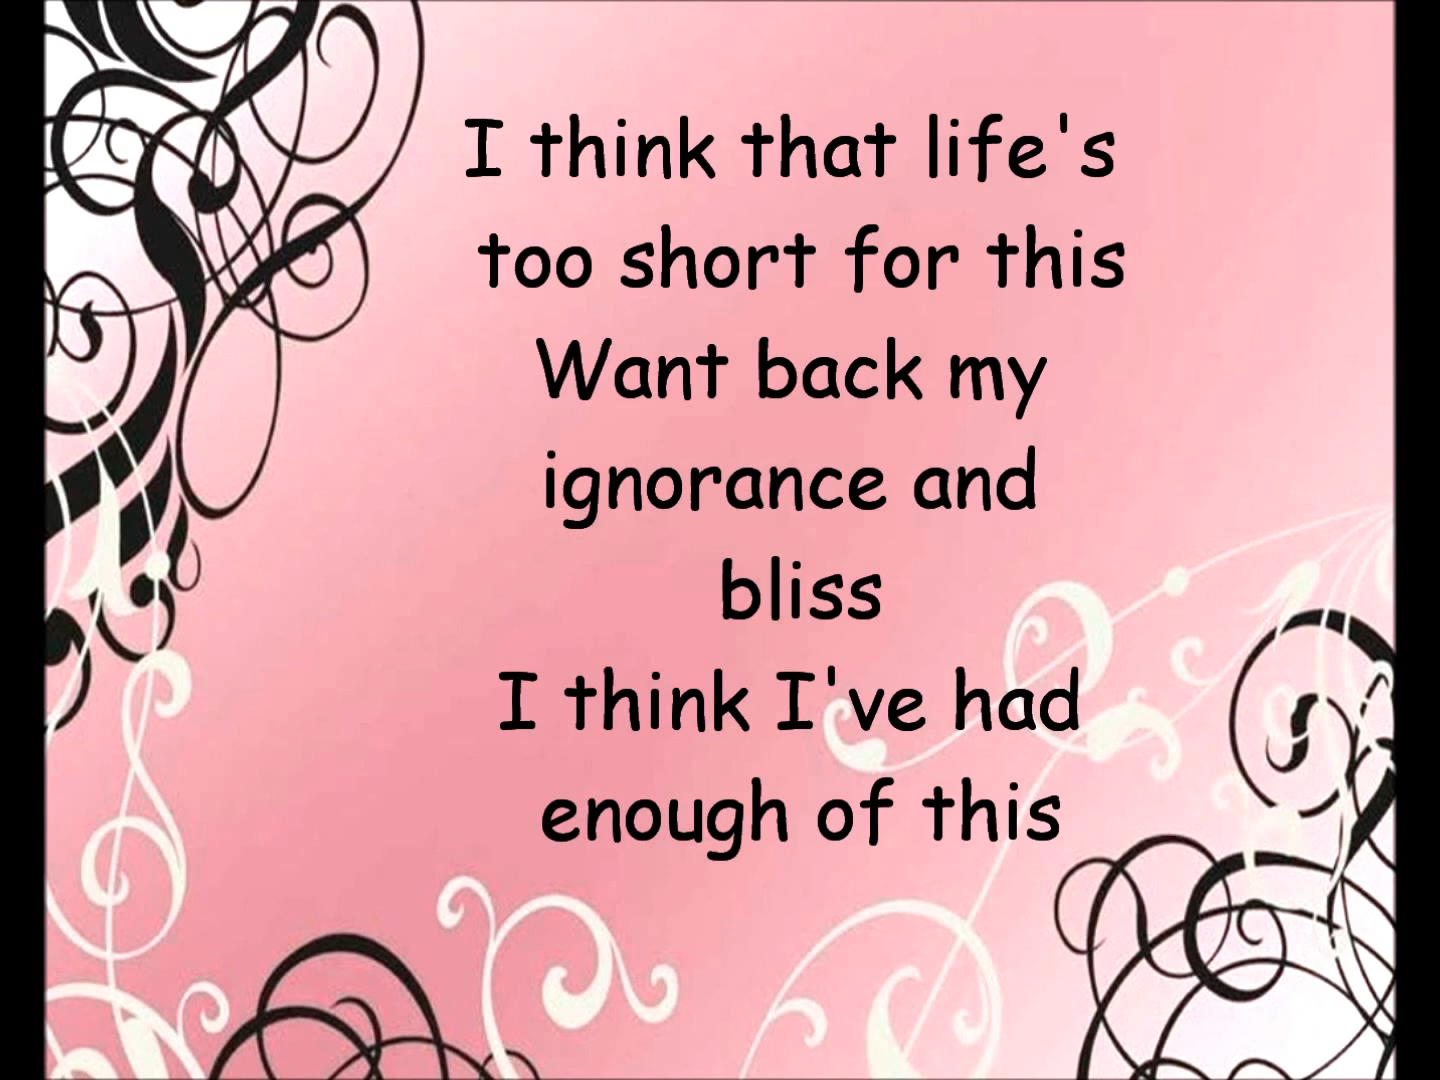 I think that life's
too short for this
Want back my
ignorance and
bliss
I think I've had
enough of this